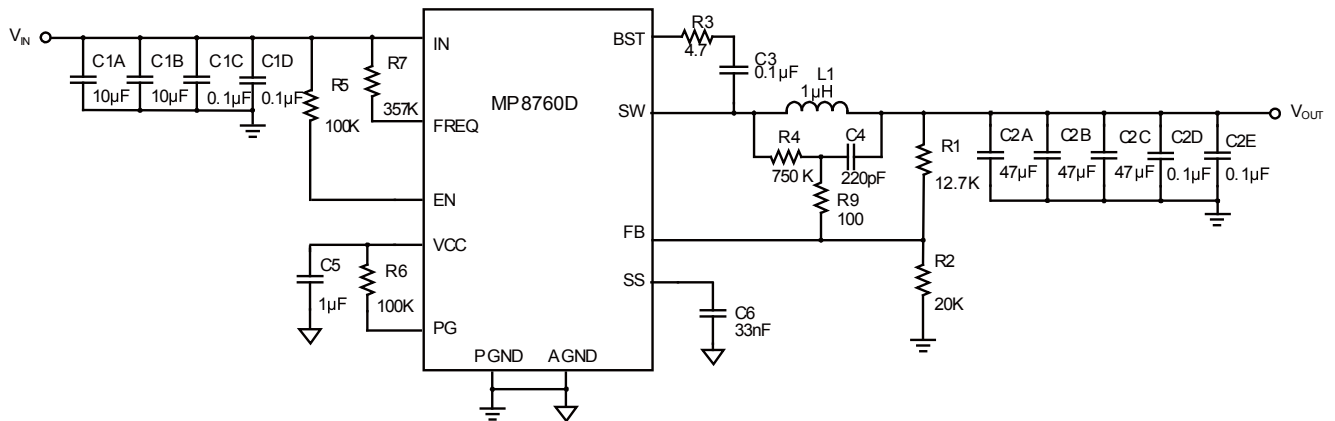 V_IN
C1A
10µF
C1B
10µF
C1C
0.1µF
C1D
0.1µF
R5
100K
R7
357K
IN
FREQ
EN
VCC
PG
MP8760D
PGND
AGND
BST
SW
FB
SS
C5
1µF
R6
100K
R3
4.7
C3
0.1µF
L1
1µH
R4
750 K
C4
220pF
R9
100
R1
12.7K
R2
20K
C6
33nF
C2A
47µF
C2B
47µF
C2C
47µF
C2D
0.1µF
C2E
0.1µF
V_OUT